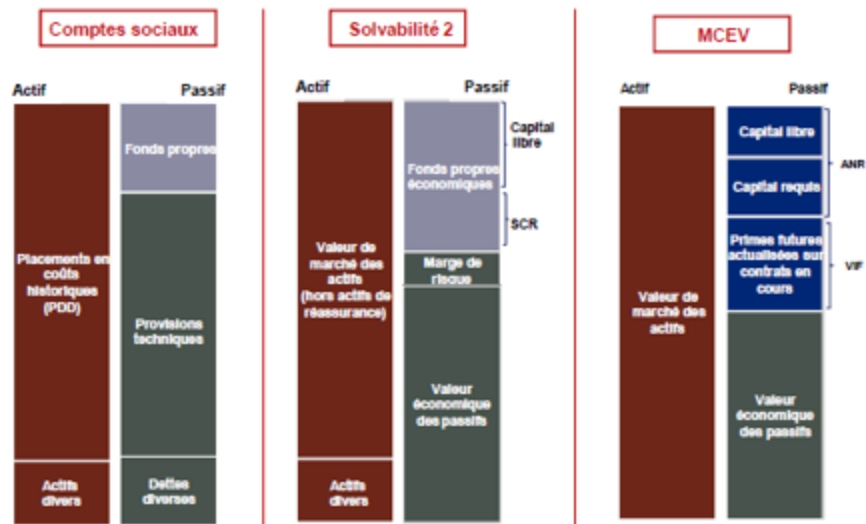 Comptes sociaux
Actif
Passif
Fonds propres
Placements en
coûts
historiques
(PDD)
Provisions
techniques
Actifs
divers
Dettes
diverses
Solvabilité 2
Actif
Passif
Capital
libre
Fonds propres
économiques
SCR
Valeur de
marché des
actifs
(hors actifs de
réassurance)
Marge de
risque
Valeur
économique
des passifs
Actifs
divers
MCEV
Actif
Passif
Capital libre
ANR
Capital requis
Primes futures
actualisées sur
contrats en
cours
VIF
Valeur de
marché des
actifs
Valeur
économique
des passifs